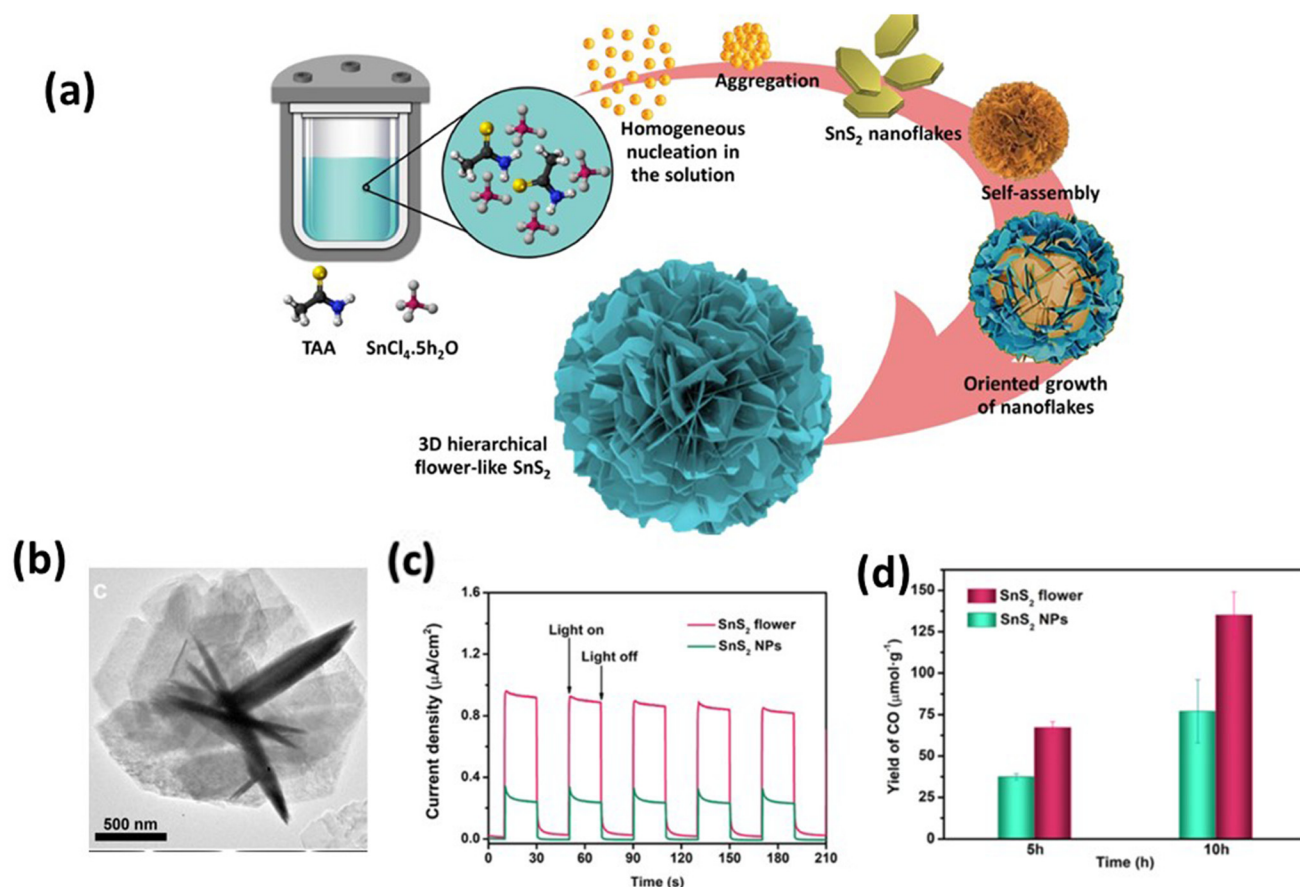 (a)
Homogeneous
nucleation in
the solution
Aggregation
SnS₂ nanoflakes
Self-assembly
Oriented growth
of nanoflakes
3D hierarchical
flower-like SnS₂
TAA
SnCl₄.5h₂O
(b)
C
500 nm
(c)
Current density (μA/cm²)
1.6
1.2
0.8
0.4
0.0
SnS₂ flower
SnS₂ NPs
Light on
Light off
0 30 60 90 120 150 180 210
Time (s)
(d)
Yield of CO (μmol·g⁻¹)
150
125
100
75
50
25
0
SnS₂ flower
SnS₂ NPs
5h 10h
Time (h)